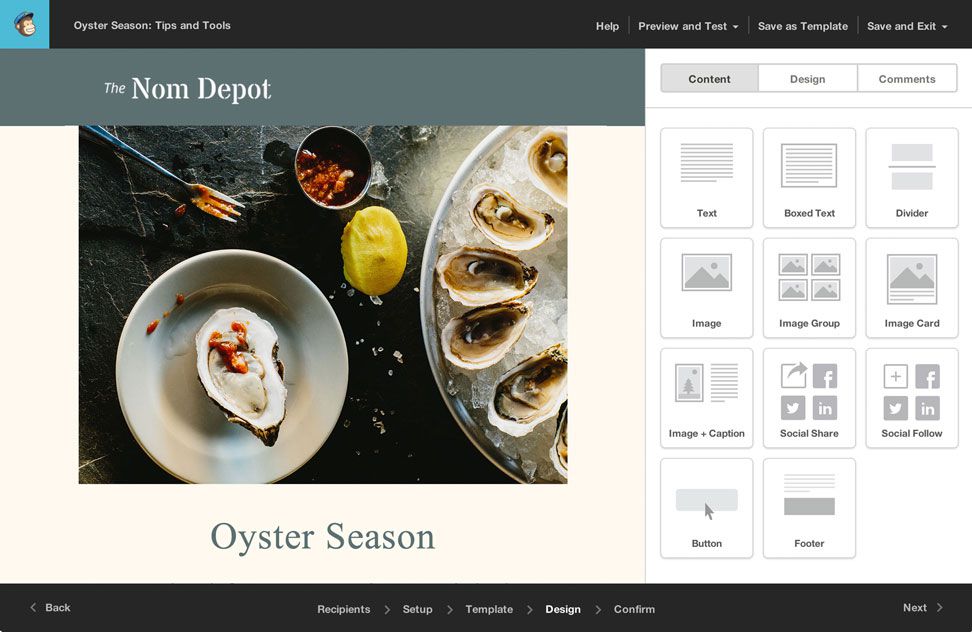 Oyster Season: Tips and Tools
Help
Preview and Test
Save as Template
Save and Exit
The Nom Depot
Content
Design
Comments
Text
Boxed Text
Divider
Image
Image Group
Image Card
Image + Caption
Social Share
Social Follow
Button
Footer
Oyster Season
Back
Recipients
Setup
Template
Design
Confirm
Next